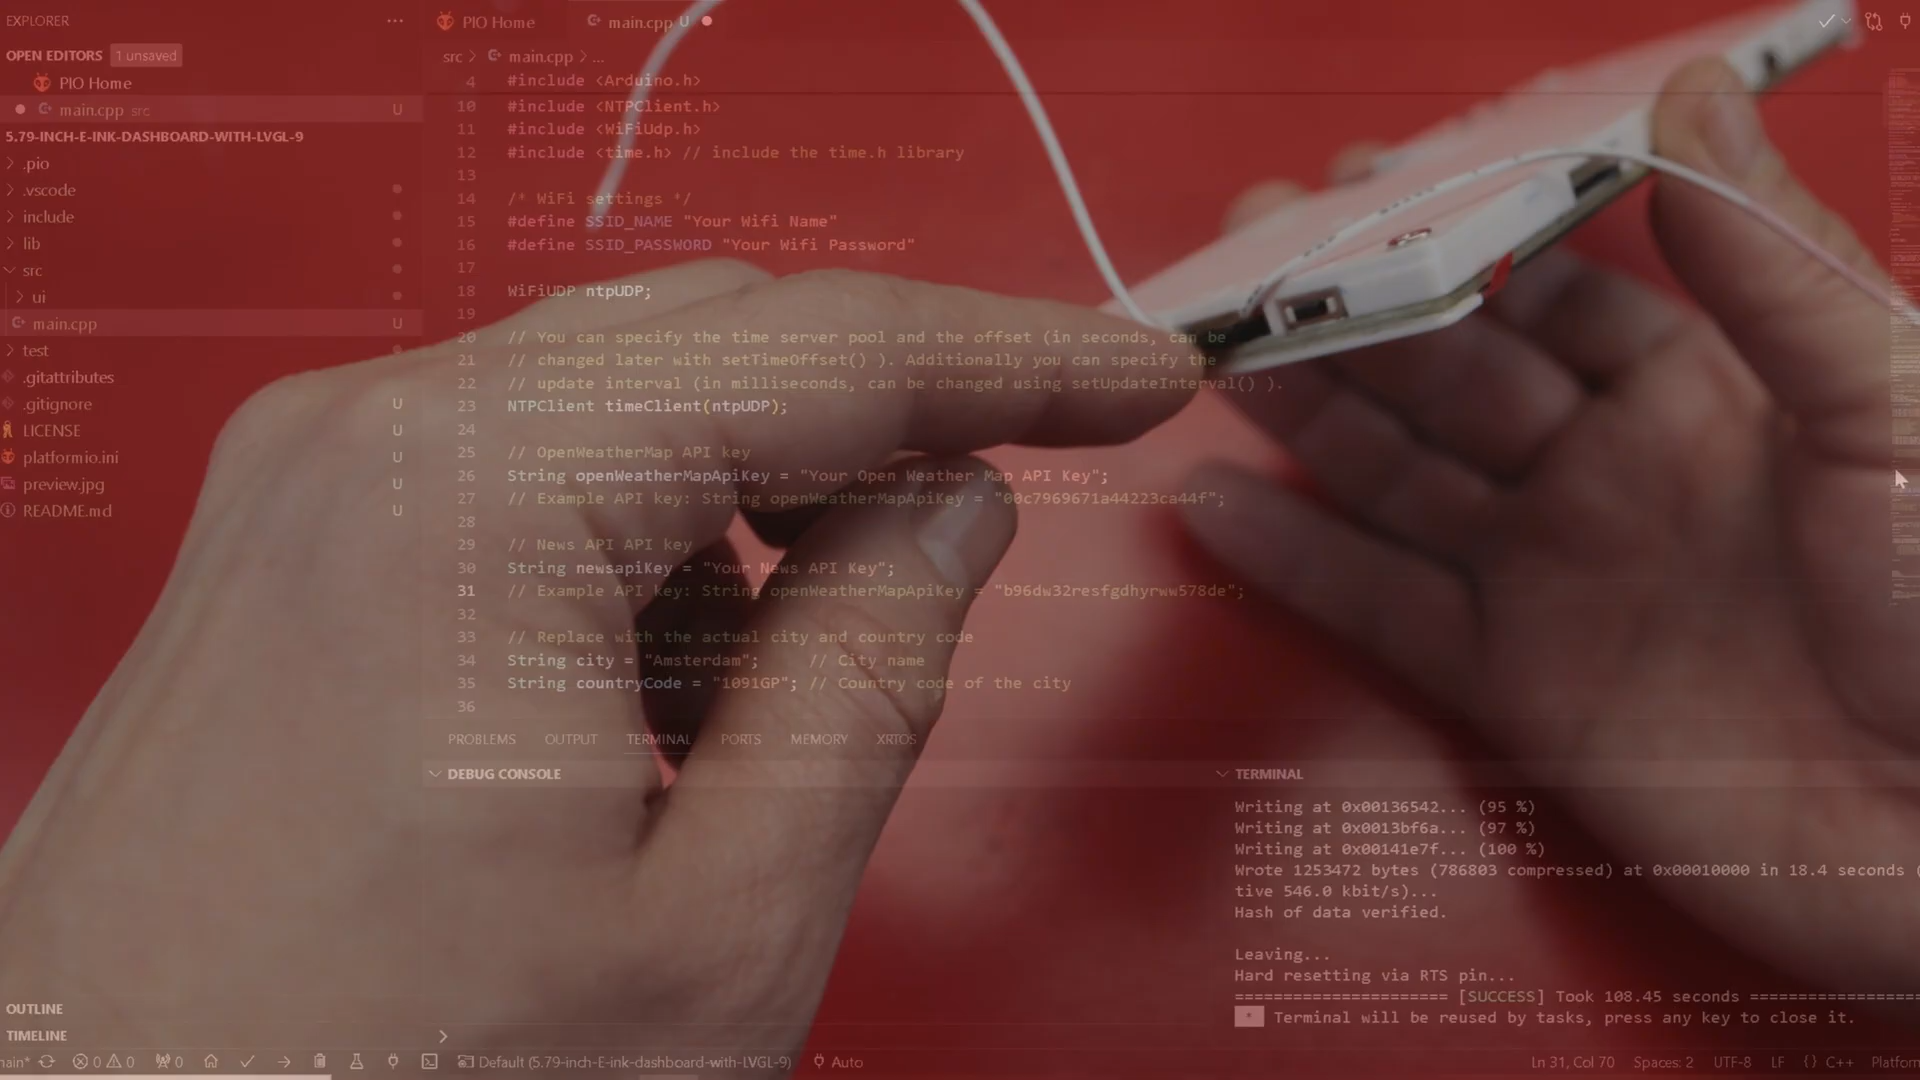 EXPLORER
PIO Home
main.cpp U
OPEN EDITORS 1 unsaved
PIO Home
main.cpp src U
5.79-INCH-E-INK-DASHBOARD-WITH-LVGL-9
.pio
.vscode
include
lib
src
ui
main.cpp U
test
.gitattributes
.gitignore U
LICENSE U
platformio.ini U
preview.jpg U
README.md U
OUTLINE
TIMELINE
src > main.cpp > ...
4 #include <Arduino.h>
10 #include <NTPClient.h>
11 #include <WiFiUdp.h>
12 #include <time.h> // include the time.h library
13
14 /* WiFi settings */
15 #define SSID_NAME "Your Wifi Name"
16 #define SSID_PASSWORD "Your Wifi Password"
17
18 WiFiUDP ntpUDP;
19
20 // You can specify the time server pool and the offset (in seconds, can be
21 // changed later with setTimeOffset() ). Additionally you can specify the
22 // update interval (in milliseconds, can be changed using setUpdateInterval() ).
23 NTPClient timeClient(ntpUDP);
24
25 // OpenWeatherMap API key
26 String openWeatherMapApiKey = "Your Open Weather Map API Key";
27 // Example API key: String openWeatherMapApiKey = "00c7969671a44223ca44f";
28
29 // News API API key
30 String newsapiKey = "Your News API Key";
31 // Example API key: String openWeatherMapApiKey = "b96dw32resfgdhyrww578de";
32
33 // Replace with the actual city and country code
34 String city = "Amsterdam"; // City name
35 String countryCode = "1091GP"; // Country code of the city
36
PROBLEMS OUTPUT TERMINAL PORTS MEMORY XRTOS
DEBUG CONSOLE
TERMINAL
Writing at 0x00136542... (95 %)
Writing at 0x0013bf6a... (97 %)
Writing at 0x00141e7f... (100 %)
Wrote 1253472 bytes (786803 compressed) at 0x00010000 in 18.4 seconds (
tive 546.0 kbit/s)...
Hash of data verified.
Leaving...
Hard resetting via RTS pin...
====================== [SUCCESS] Took 108.45 seconds ==================
* Terminal will be reused by tasks, press any key to close it.
main* 0 0 0 Default (5.79-inch-E-ink-dashboard-with-LVGL-9) Auto Ln 31, Col 70 Spaces: 2 UTF-8 LF {} C++ Platfor